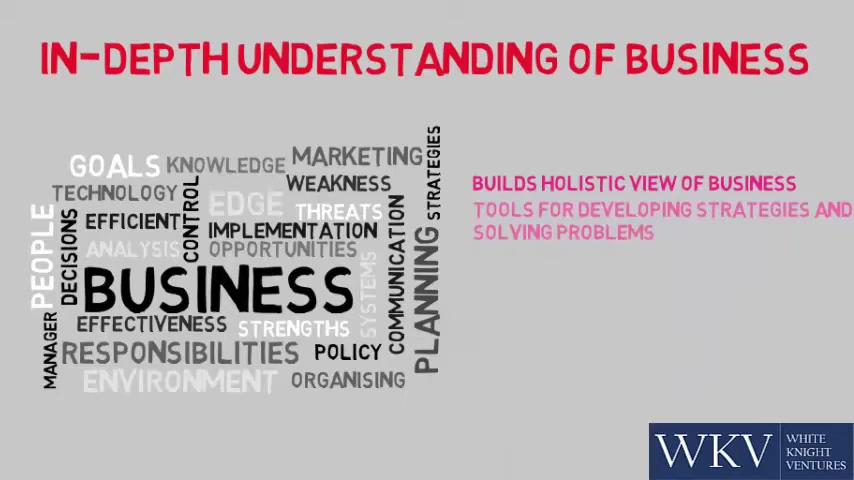 IN-DEPTH UNDERSTANDING OF BUSINESS
GOALS
KNOWLEDGE
MARKETING
STRATEGIES
TECHNOLOGY
CONTROL
WEAKNESS
PEOPLE
DECISIONS
EFFICIENT
EDGE
THREATS
IMPLEMENTATION
COMMUNICATION
ANALYSIS
OPPORTUNITIES
BUSINESS
SYSTEMS
PLANNING
EFFECTIVENESS
STRENGTHS
MANAGER
RESPONSIBILITIES
POLICY
ENVIRONMENT
ORGANISING
BUILDS HOLISTIC VIEW OF BUSINESS
TOOLS FOR DEVELOPING STRATEGIES AND
SOLVING PROBLEMS
WKV
WHITE
KNIGHT
VENTURES